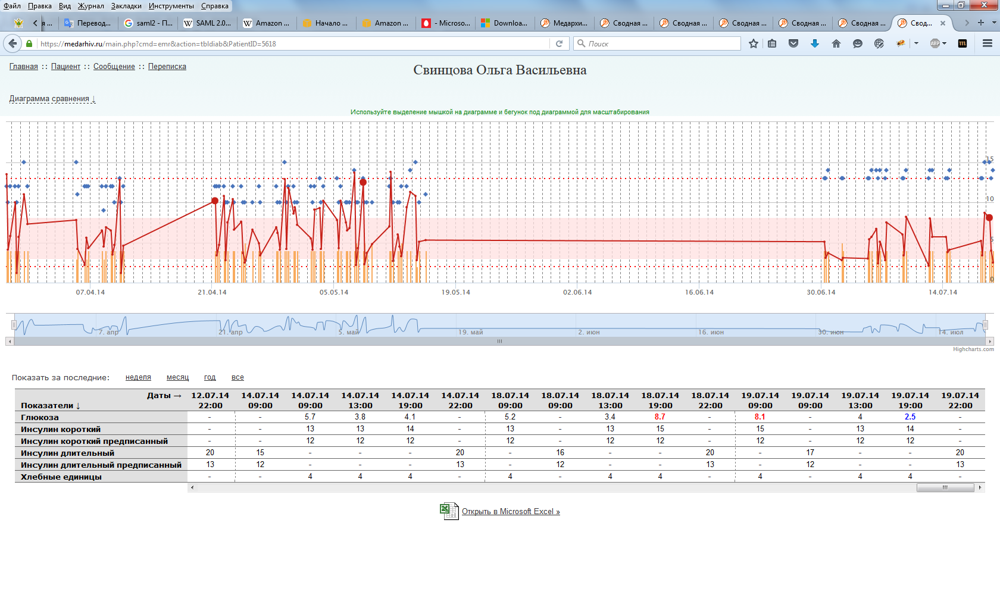 Файл Правка Вид Журнал Закладки Инструменты Справка
я ... Перевод... saml2 - П... SAML 2.0... Amazon ... Начало ... Amazon ... - Microso... Downloa... Медархи... Сводная Сводная Сводная Сводная Сводная ... Свод...
https://medarhiv.ru/main.php?cmd=emr&action=tbldiab&PatientID=5618 Поиск ABP m
Главная :: Пациент :: Сообщение :: Переписка
Свинцова Ольга Васильевна
Диаграмма сравнения ↓
Используйте выделение мышкой на диаграмме и бегунок под диаграммой для масштабирования
15
10
5
0
07.04.14 21.04.14 05.05.14 19.05.14 02.06.14 16.06.14 30.06.14 14.07.14
7. апр 21. апр 5. май 19. май 2. июн 16. июн 30. июн 14. июл
Highcharts.com
Показать за последние: неделя месяц год все
Даты → 12.07.14 14.07.14 14.07.14 14.07.14 14.07.14 14.07.14 18.07.14 18.07.14 18.07.14 18.07.14 18.07.14 19.07.14 19.07.14 19.07.14 19.07.14 19.07.14
Показатели ↓ 22:00 09:00 09:00 13:00 19:00 22:00 09:00 09:00 13:00 19:00 22:00 09:00 09:00 13:00 19:00 22:00
Глюкоза - - 5.7 3.8 4.1 - 5.2 - 3.4 8.7 - 8.1 - 4 2.5 -
Инсулин короткий - - 13 13 14 - 13 - 13 15 - 15 - 13 14 -
Инсулин короткий предписанный - - 12 12 12 - 12 - 12 12 - 12 - 12 12 -
Инсулин длительный 20 15 - - - 20 - 16 - - 20 - 17 - - 20
Инсулин длительный предписанный 13 12 - - - 13 - 12 - - 13 - 12 - - 13
Хлебные единицы - - 4 4 4 - 4 - 4 4 - 4 - 4 4 -
Открыть в Microsoft Excel »